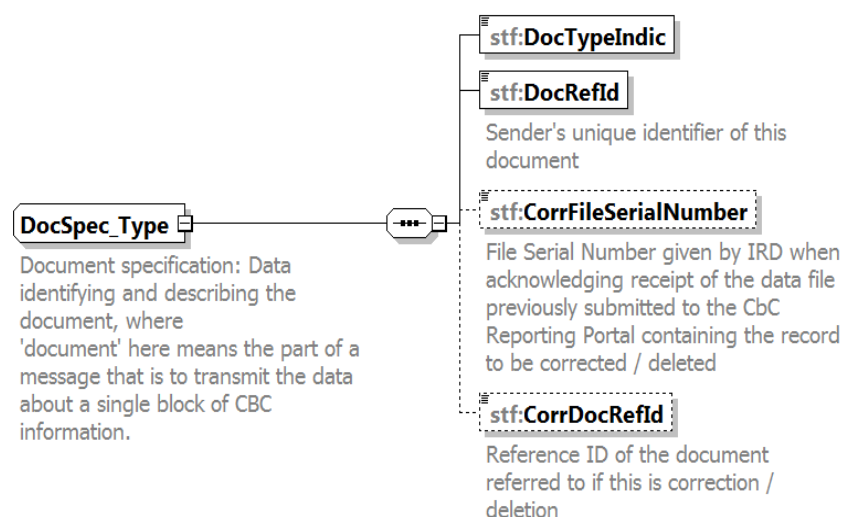 stf:DocTypeIndic
stf:DocRefId
Sender's unique identifier of this
document
DocSpec_Type
Document specification: Data
identifying and describing the
document, where
'document' here means the part of a
message that is to transmit the data
about a single block of CBC
information.
stf:CorrFileSerialNumber
File Serial Number given by IRD when
acknowledging receipt of the data file
previously submitted to the CbC
Reporting Portal containing the record
to be corrected / deleted
stf:CorrDocRefId
Reference ID of the document
referred to if this is correction /
deletion